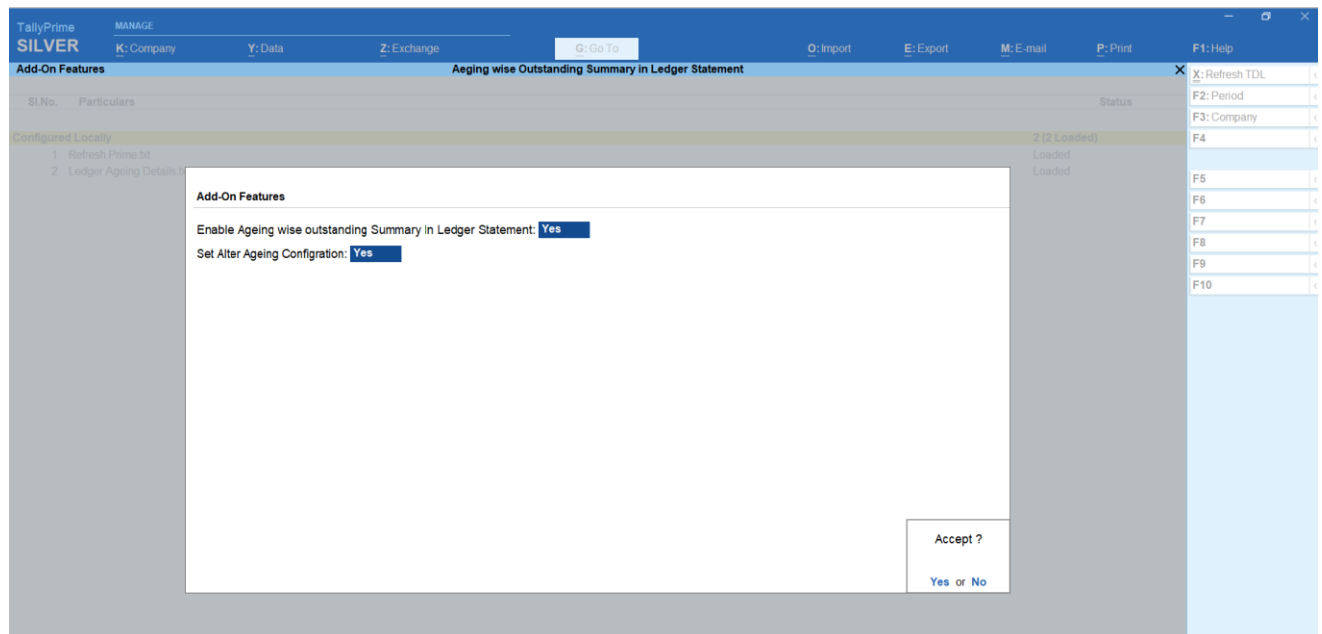 TallyPrime MANAGE
SILVER K: Company Y: Data Z: Exchange G: Go To O: Import E: Export M: E-mail P: Print F1: Help
Add-On Features Aeging wise Outstanding Summary in Ledger Statement
X: Refresh TDL
Sl.No. Particulars Status
F2: Period
F3: Company
Configured Locally 2 (2 Loaded)
F4
1 Refresh Prime.txt Loaded
2 Ledger Ageing Details Loaded
F5
Add-On Features
F6
Enable Ageing wise outstanding Summary In Ledger Statement: Yes
F7
Set Alter Ageing Configration: Yes
F8
F9
F10
Accept ?
Yes or No